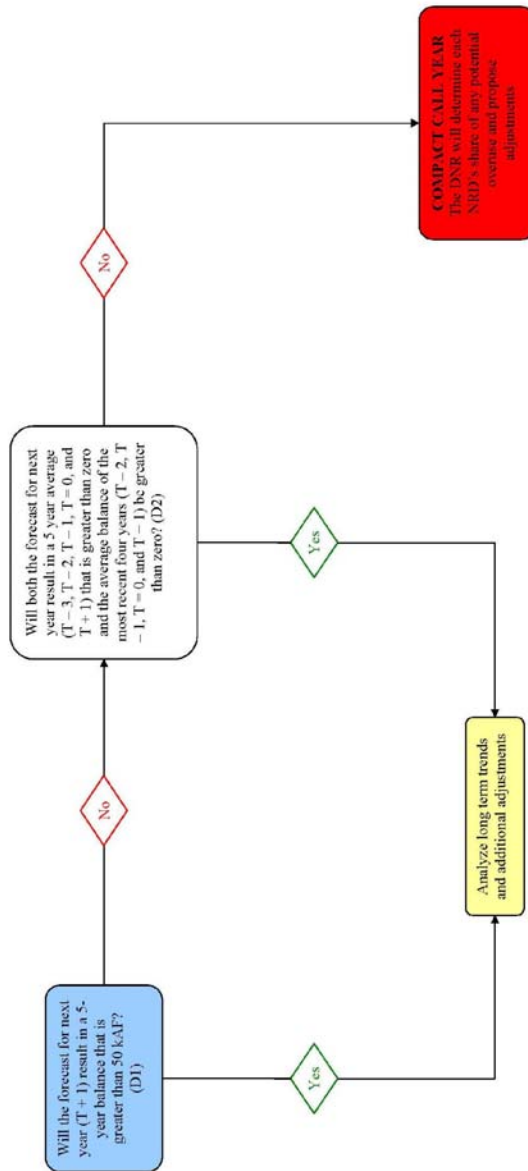 Will the forecast for next
year (T + 1) result in a 5-
year balance that is
greater than 50 kAF?
(D1)
No
Yes
Will both the forecast for next
year result in a 5 year average
(T – 3, T – 2, T – 1, T = 0, and
T + 1) that is greater than zero
and the average balance of the
most recent four years (T – 2, T
– 1, T = 0, and T – 1) be greater
than zero? (D2)
No
Yes
Analyze long term trends
and additional adjustments
COMPACT CALL YEAR
The DNR will determine each
NRD's share of any potential
overuse and propose
adjustments